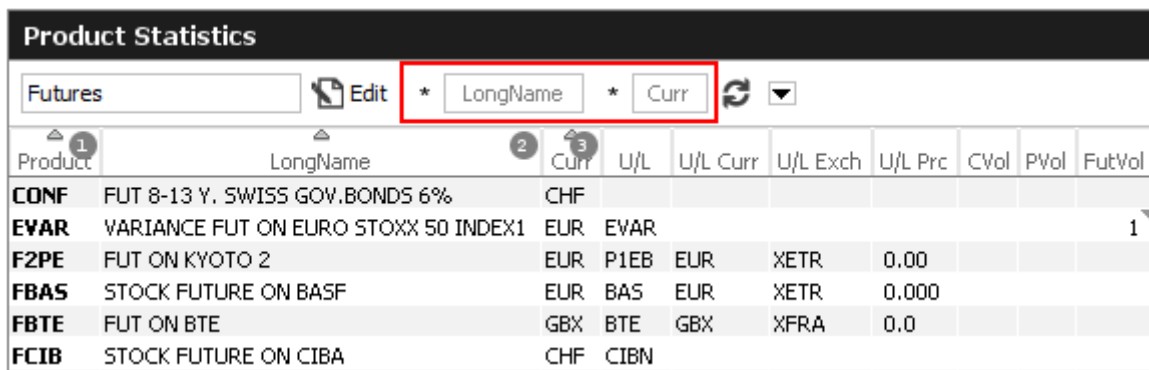 Product Statistics
Futures Edit * LongName * Curr
1 2 3
Product LongName Curr U/L U/L Curr U/L Exch U/L Prc CVol PVol FutVol
CONF FUT 8-13 Y. SWISS GOV.BONDS 6% CHF
EVAR VARIANCE FUT ON EURO STOXX 50 INDEX1 EUR EVAR 1
F2PE FUT ON KYOTO 2 EUR P1EB EUR XETR 0.00
FBAS STOCK FUTURE ON BASF EUR BAS EUR XETR 0.000
FBTE FUT ON BTE GBX BTE GBX XFRA 0.0
FCIB STOCK FUTURE ON CIBA CHF CIBN